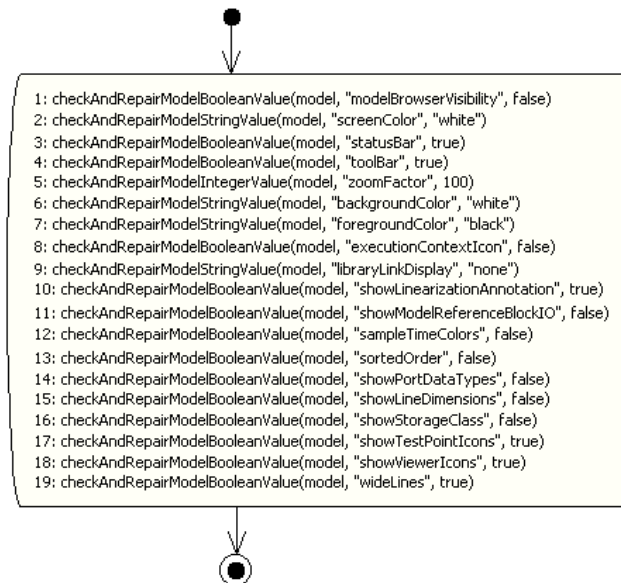 1: checkAndRepairModelBooleanValue(model, "modelBrowserVisibility", false)
2: checkAndRepairModelStringValue(model, "screenColor", "white")
3: checkAndRepairModelBooleanValue(model, "statusBar", true)
4: checkAndRepairModelBooleanValue(model, "toolBar", true)
5: checkAndRepairModelIntegerValue(model, "zoomFactor", 100)
6: checkAndRepairModelStringValue(model, "backgroundColor", "white")
7: checkAndRepairModelStringValue(model, "foregroundColor", "black")
8: checkAndRepairModelBooleanValue(model, "executionContextIcon", false)
9: checkAndRepairModelStringValue(model, "libraryLinkDisplay", "none")
10: checkAndRepairModelBooleanValue(model, "showLinearizationAnnotation", true)
11: checkAndRepairModelBooleanValue(model, "showModelReferenceBlockIO", false)
12: checkAndRepairModelBooleanValue(model, "sampleTimeColors", false)
13: checkAndRepairModelBooleanValue(model, "sortedOrder", false)
14: checkAndRepairModelBooleanValue(model, "showPortDataTypes", false)
15: checkAndRepairModelBooleanValue(model, "showLineDimensions", false)
16: checkAndRepairModelBooleanValue(model, "showStorageClass", false)
17: checkAndRepairModelBooleanValue(model, "showTestPointIcons", true)
18: checkAndRepairModelBooleanValue(model, "showViewerIcons", true)
19: checkAndRepairModelBooleanValue(model, "wideLines", true)